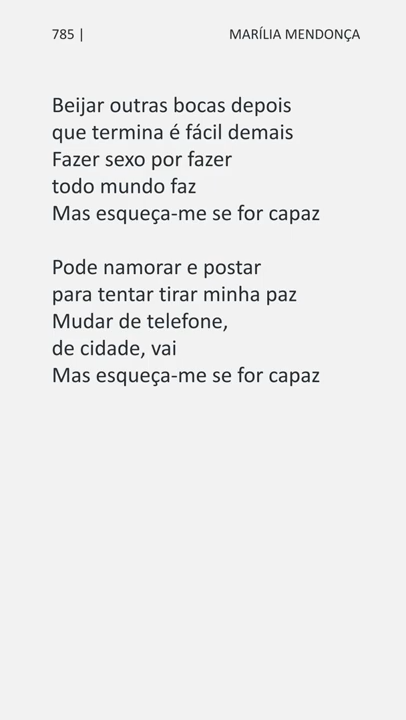 785 | MARÍLIA MENDONÇA
Beijar outras bocas depois
que termina é fácil demais
Fazer sexo por fazer
todo mundo faz
Mas esqueça-me se for capaz
Pode namorar e postar
para tentar tirar minha paz
Mudar de telefone,
de cidade, vai
Mas esqueça-me se for capaz